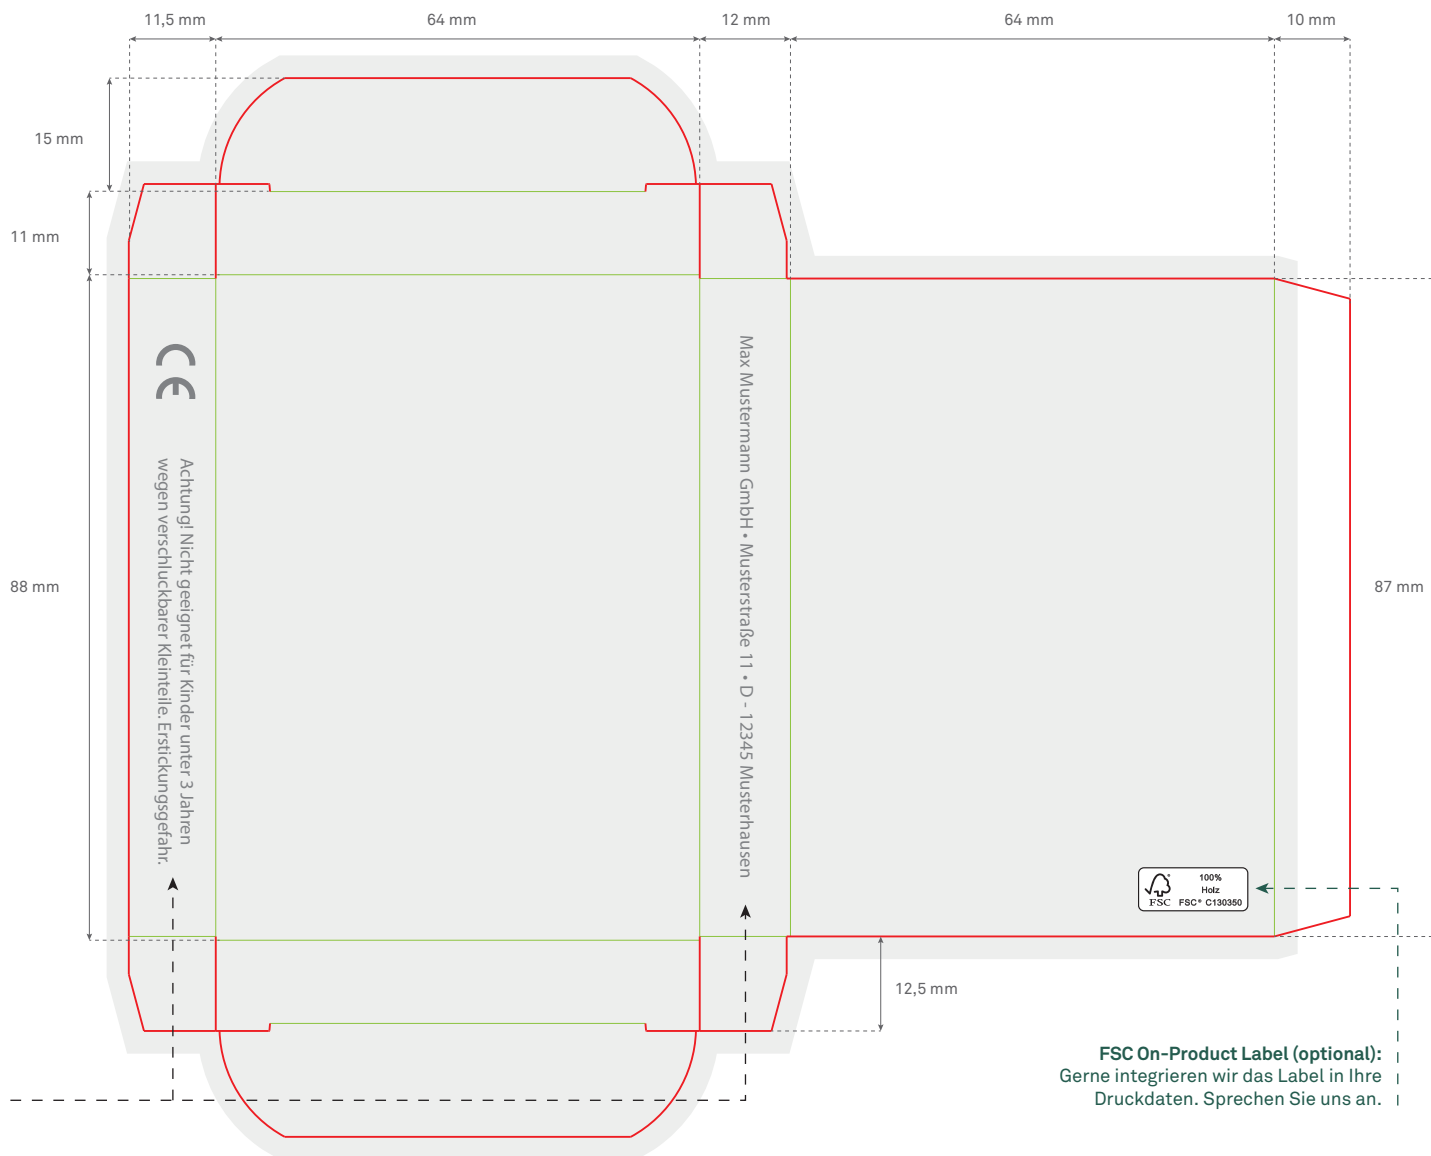 11,5 mm
64 mm
12 mm
64 mm
10 mm
15 mm
11 mm
88 mm
87 mm
12,5 mm
CE
Achtung! Nicht geeignet für Kinder unter 3 Jahren
wegen verschluckbarer Kleinteile. Erstickungsgefahr.
Max Mustermann GmbH • Musterstraße 11 • D - 12345 Musterhausen
100%
Holz
FSC® C130350
FSC
FSC On-Product Label (optional):
Gerne integrieren wir das Label in Ihre
Druckdaten. Sprechen Sie uns an.